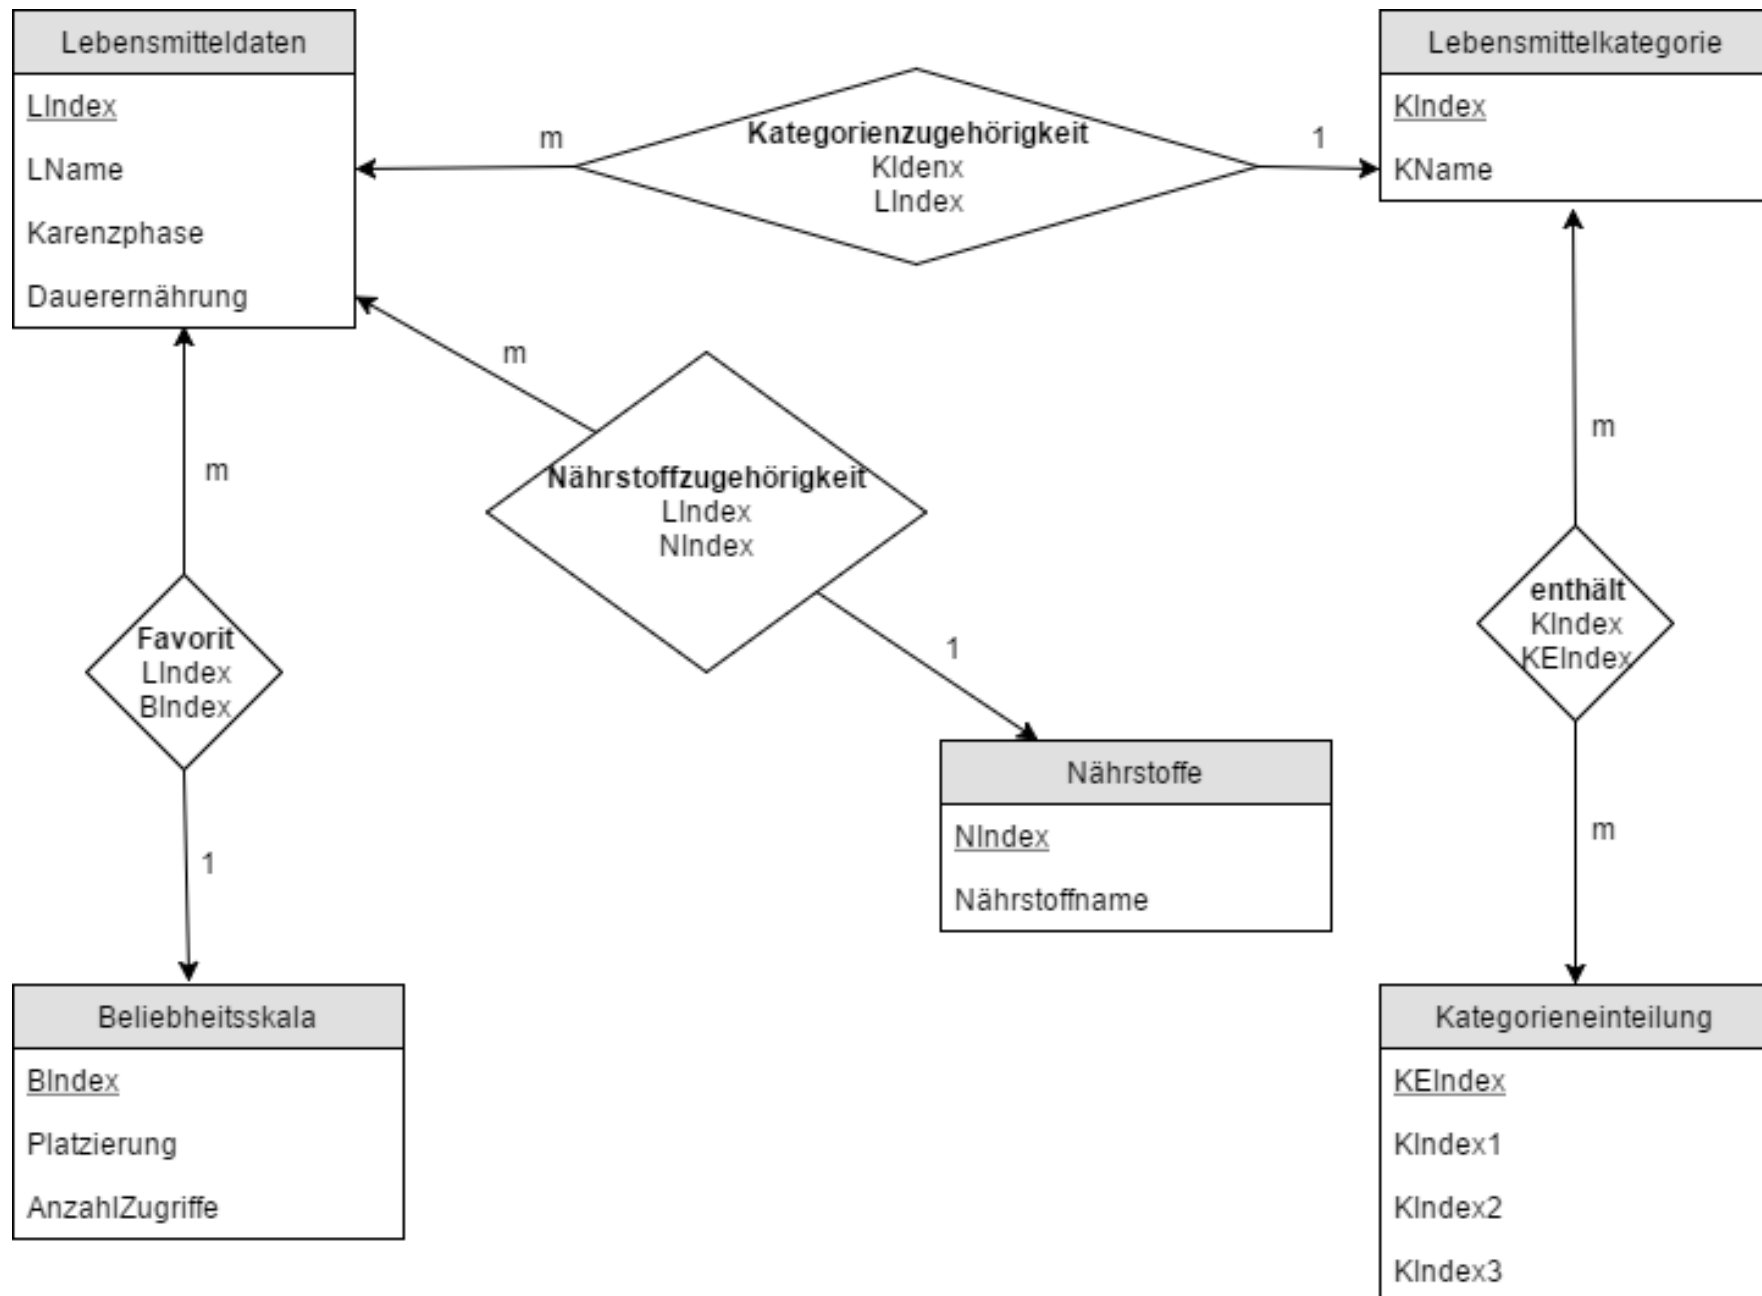 Lebensmitteldaten
LIndex
LName
Karenzphase
Dauerernährung
m
Kategorienzugehörigkeit
KIdenx
LIndex
1
Lebensmittelkategorie
KIndex
KName
m
Nährstoffzugehörigkeit
LIndex
NIndex
1
m
Favorit
LIndex
BIndex
1
m
enthält
KIndex
KEIndex
m
Nährstoffe
NIndex
Nährstoffname
Beliebheitsskala
BIndex
Platzierung
AnzahlZugriffe
Kategorieneinteilung
KEIndex
KIndex1
KIndex2
KIndex3